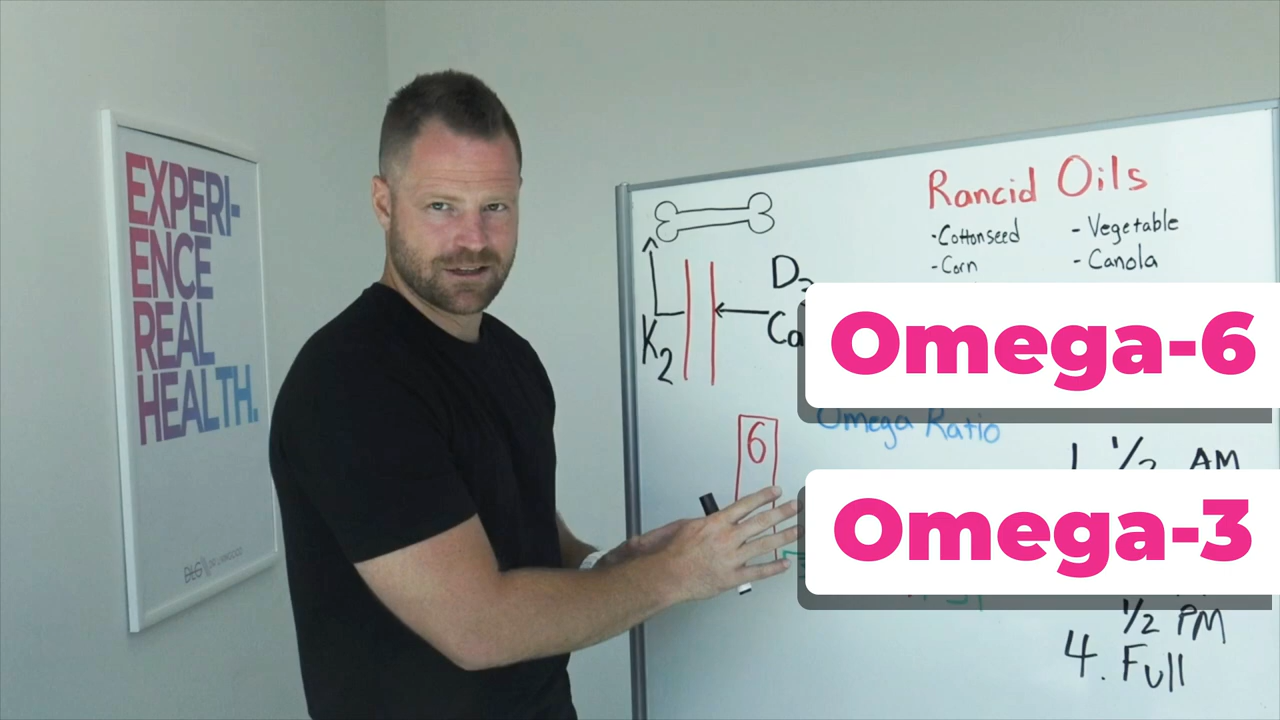 EXPERI-
ENCE
REAL
HEALTH.
Rancid Oils
-Cottonseed
- Vegetable
-Corn
- Canola
D3
K2
Omega-6
Omega Ratio
6
1 1/2 AM
Omega-3
1/2 PM
4. Full